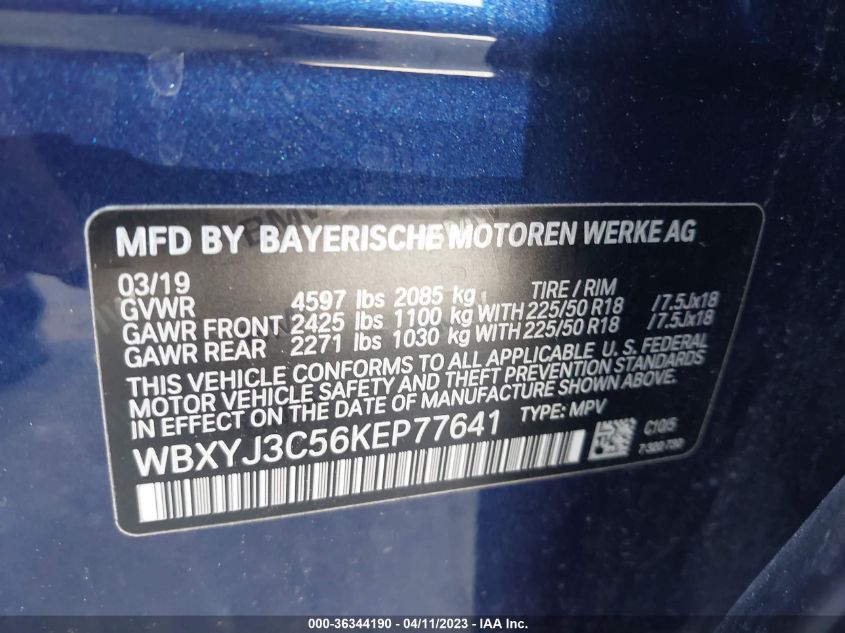 MFD BY BAYERISCHE MOTOREN WERKE AG
03/19 TIRE / RIM
GVWR 4597 lbs 2085 kg
GAWR FRONT 2425 lbs 1100 kg WITH 225/50 R18 /7.5Jx18
GAWR REAR 2271 lbs 1030 kg WITH 225/50 R18 /7.5Jx18
THIS VEHICLE CONFORMS TO ALL APPLICABLE U. S. FEDERAL
MOTOR VEHICLE SAFETY AND THEFT PREVENTION STANDARDS
IN EFFECT ON THE DATE OF MANUFACTURE SHOWN ABOVE.
WBXYJ3C56KEP77641 TYPE: MPV
C10/5
000-36344190 - 04/11/2023 - IAA Inc.